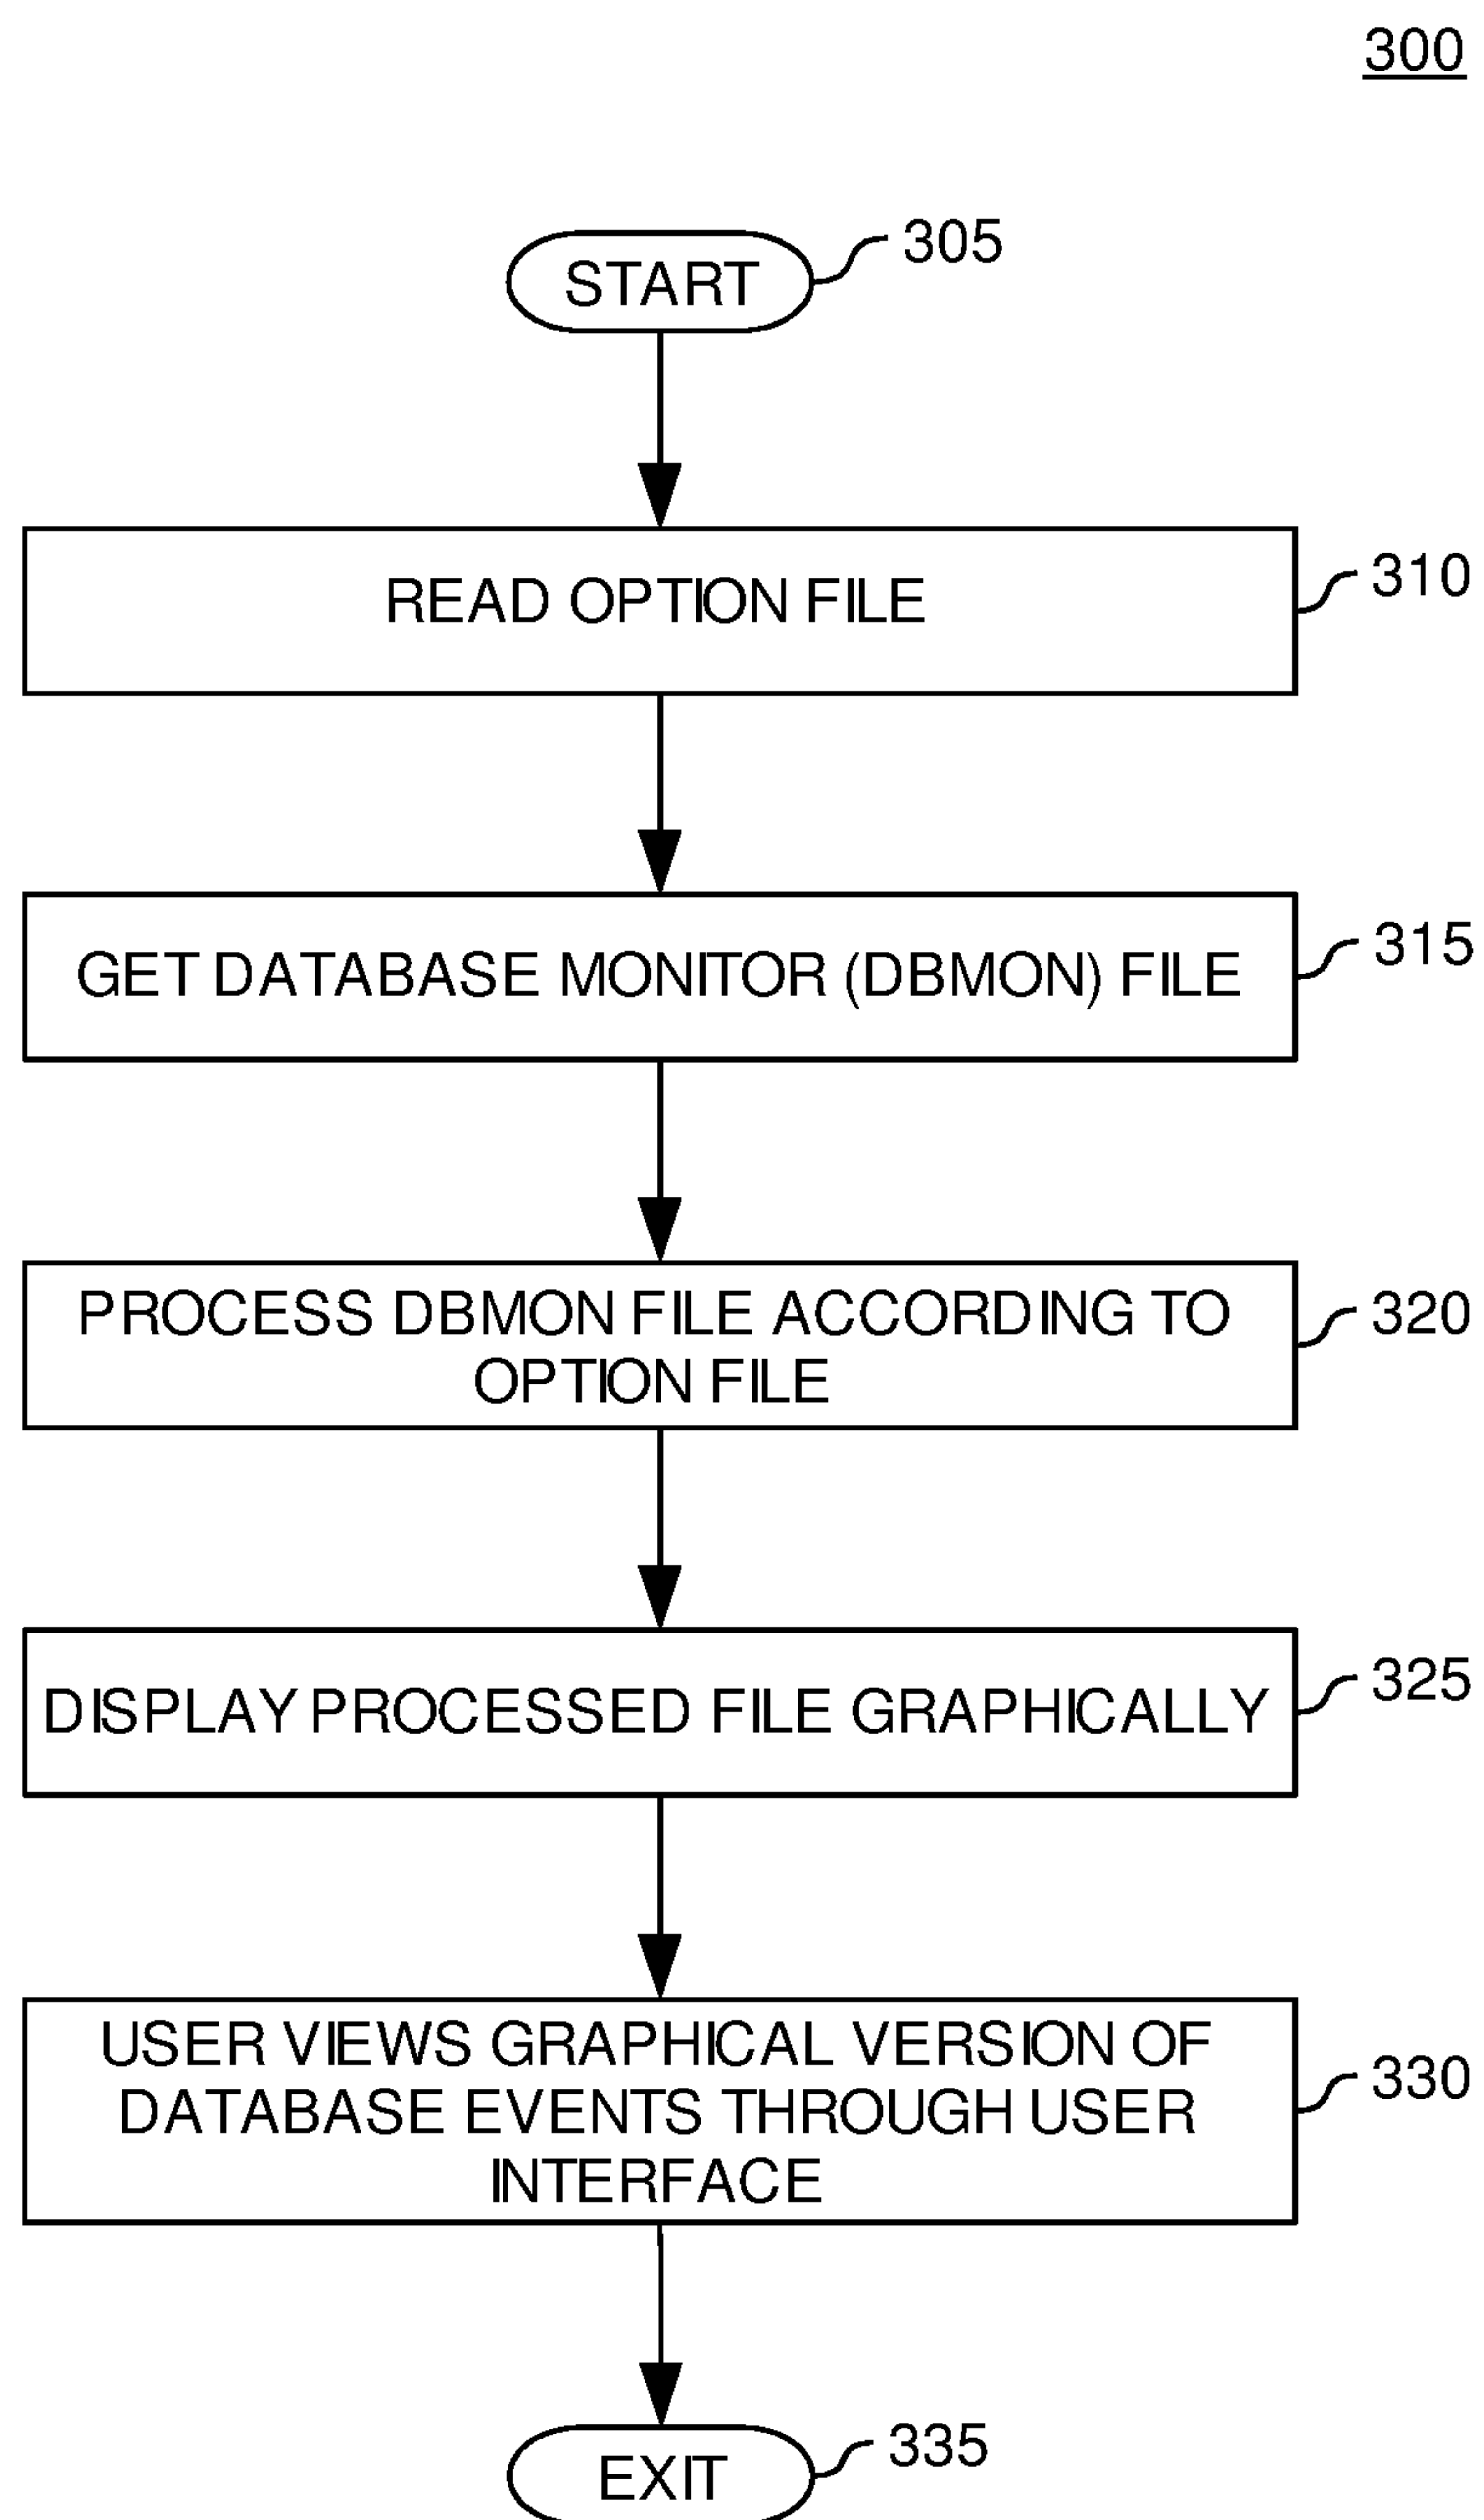 300
START
305
READ OPTION FILE
310
GET DATABASE MONITOR (DBMON) FILE
315
PROCESS DBMON FILE ACCORDING TO
OPTION FILE
320
DISPLAY PROCESSED FILE GRAPHICALLY
325
USER VIEWS GRAPHICAL VERSION OF
DATABASE EVENTS THROUGH USER
INTERFACE
330
EXIT
335